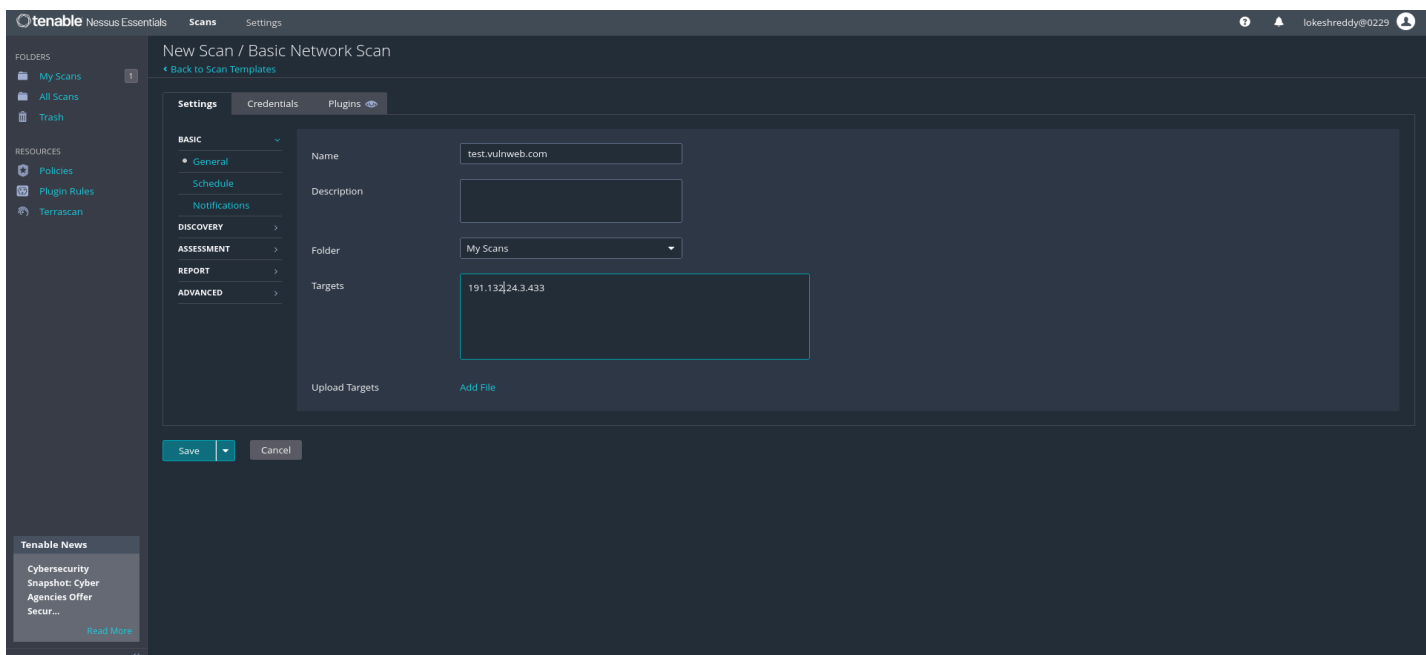 tenable Nessus Essentials Scans Settings lokeshreddy@0229
FOLDERS
My Scans 1
All Scans
Trash
RESOURCES
Policies
Plugin Rules
Terrascan
New Scan / Basic Network Scan
‹ Back to Scan Templates
Settings Credentials Plugins
BASIC
• General
Schedule
Notifications
DISCOVERY
ASSESSMENT
REPORT
ADVANCED
Name test.vulnweb.com
Description
Folder My Scans
Targets 191.132.24.3.433
Upload Targets Add File
Save Cancel
Tenable News
Cybersecurity
Snapshot: Cyber
Agencies Offer
Secur...
Read More